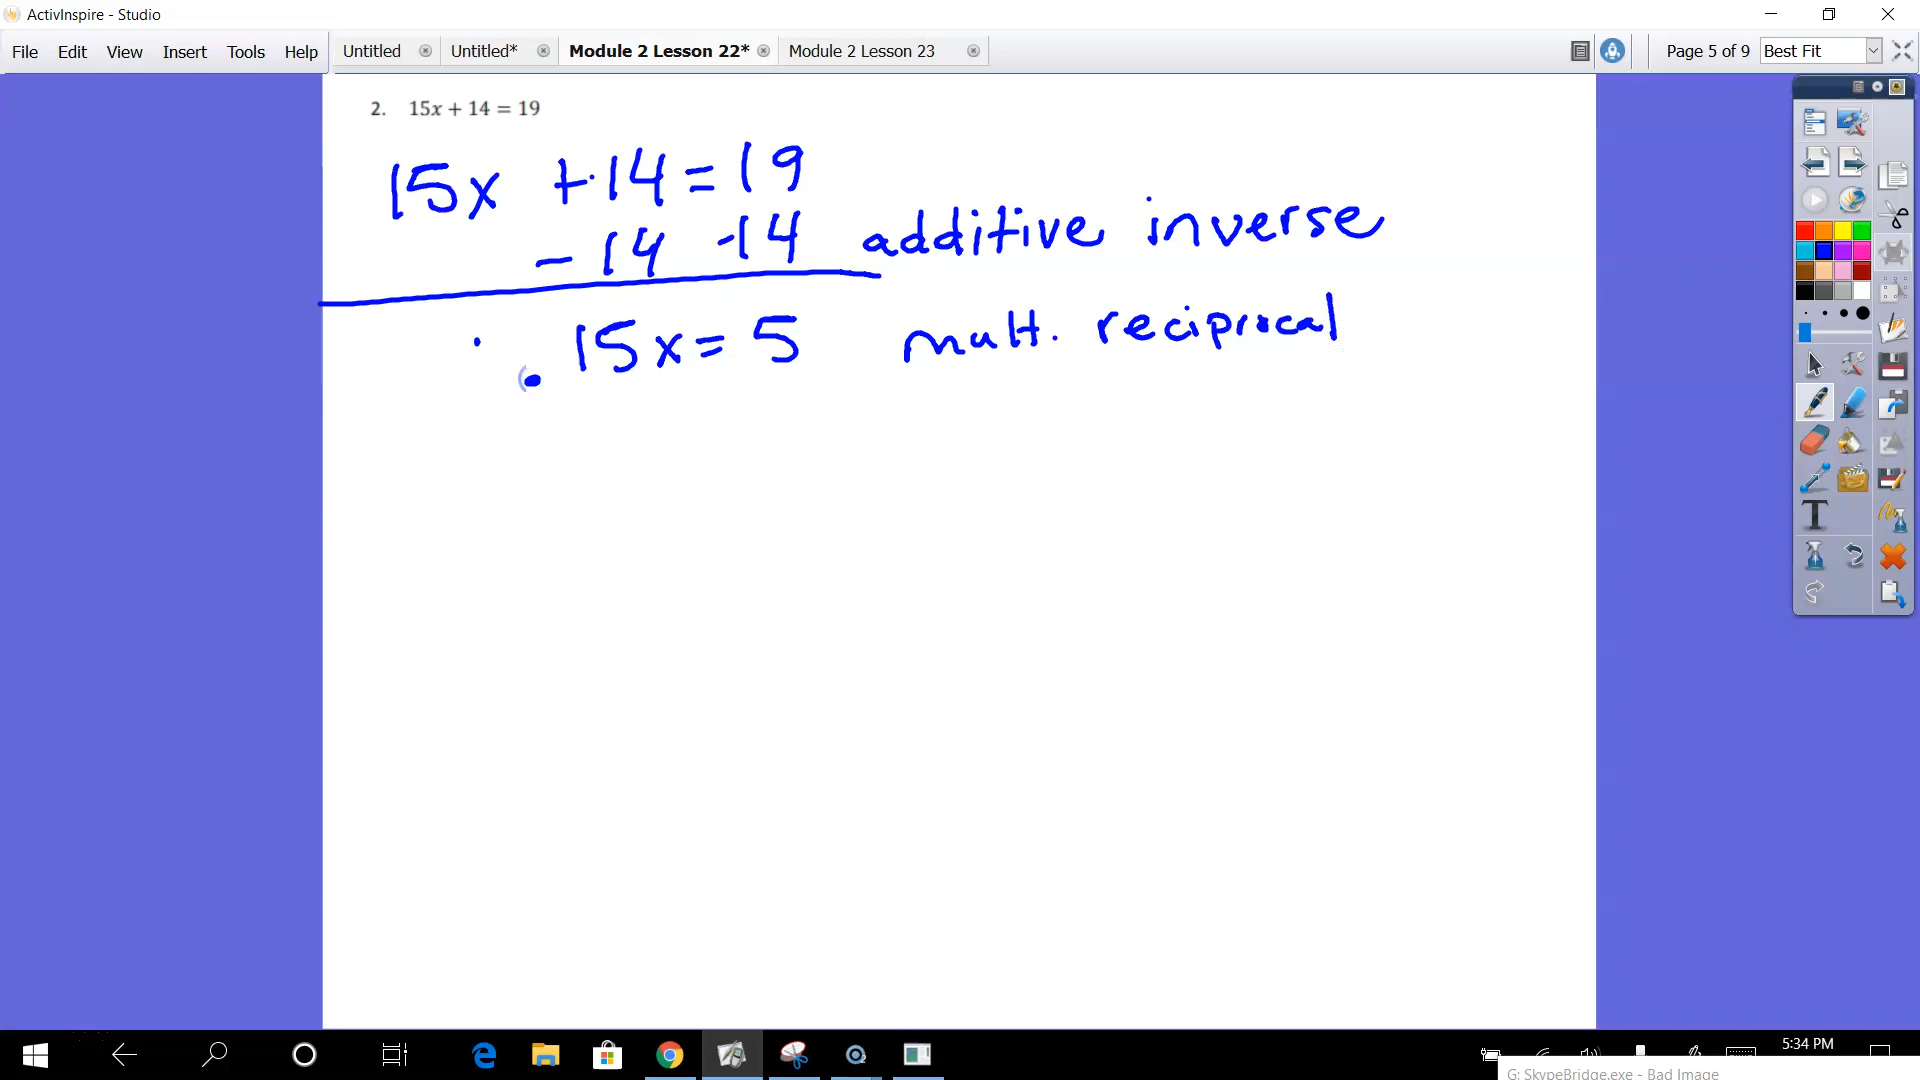 ActivInspire - Studio
File Edit View Insert Tools Help Untitled Untitled* Module 2 Lesson 22* Module 2 Lesson 23 Page 5 of 9 Best Fit
2. 15x + 14 = 19
15x + 14 = 19
- 14 -14 additive inverse
15x = 5 mult. reciprocal
T
5:34 PM
G: SkypeBridge.exe - Bad Image